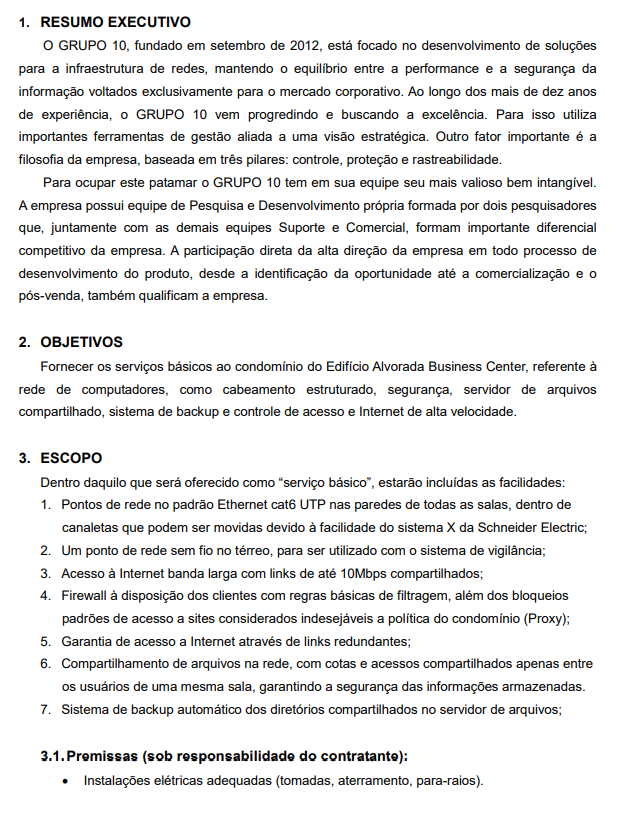 1. RESUMO EXECUTIVO
O GRUPO 10, fundado em setembro de 2012, está focado no desenvolvimento de soluções
para a infraestrutura de redes, mantendo o equilíbrio entre a performance e a segurança da
informação voltados exclusivamente para o mercado corporativo. Ao longo dos mais de dez anos
de experiência, o GRUPO 10 vem progredindo e buscando a excelência. Para isso utiliza
importantes ferramentas de gestão aliada a uma visão estratégica. Outro fator importante é a
filosofia da empresa, baseada em três pilares: controle, proteção e rastreabilidade.
Para ocupar este patamar o GRUPO 10 tem em sua equipe seu mais valioso bem intangível.
A empresa possui equipe de Pesquisa e Desenvolvimento própria formada por dois pesquisadores
que, juntamente com as demais equipes Suporte e Comercial, formam importante diferencial
competitivo da empresa. A participação direta da alta direção da empresa em todo processo de
desenvolvimento do produto, desde a identificação da oportunidade até a comercialização e o
pós-venda, também qualificam a empresa.
2. OBJETIVOS
Fornecer os serviços básicos ao condomínio do Edifício Alvorada Business Center, referente à
rede de computadores, como cabeamento estruturado, segurança, servidor de arquivos
compartilhado, sistema de backup e controle de acesso e Internet de alta velocidade.
3. ESCOPO
Dentro daquilo que será oferecido como “serviço básico”, estarão incluídas as facilidades:
1. Pontos de rede no padrão Ethernet cat6 UTP nas paredes de todas as salas, dentro de
canaletas que podem ser movidas devido à facilidade do sistema X da Schneider Electric;
2. Um ponto de rede sem fio no térreo, para ser utilizado com o sistema de vigilância;
3. Acesso à Internet banda larga com links de até 10Mbps compartilhados;
4. Firewall à disposição dos clientes com regras básicas de filtragem, além dos bloqueios
padrões de acesso a sites considerados indesejáveis a política do condomínio (Proxy);
5. Garantia de acesso a Internet através de links redundantes;
6. Compartilhamento de arquivos na rede, com cotas e acessos compartilhados apenas entre
os usuários de uma mesma sala, garantindo a segurança das informações armazenadas.
7. Sistema de backup automático dos diretórios compartilhados no servidor de arquivos;
3.1. Premissas (sob responsabilidade do contratante):
• Instalações elétricas adequadas (tomadas, aterramento, para-raios).